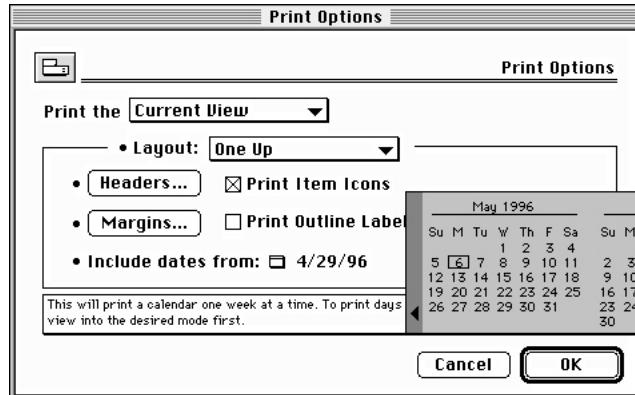 Print Options
Print Options
Print the Current View
• Layout: One Up
• Headers... Print Item Icons
• Margins... Print Outline Label
• Include dates from: 4/29/96
This will print a calendar one week at a time. To print days
view into the desired mode first.
May 1996
Su M Tu W Th F Sa
1 2 3 4
5 6 7 8 9 10 11
12 13 14 15 16 17 18
19 20 21 22 23 24 25
26 27 28 29 30 31
Su M
2 3
9 10
16 17
23 24
30
Cancel OK